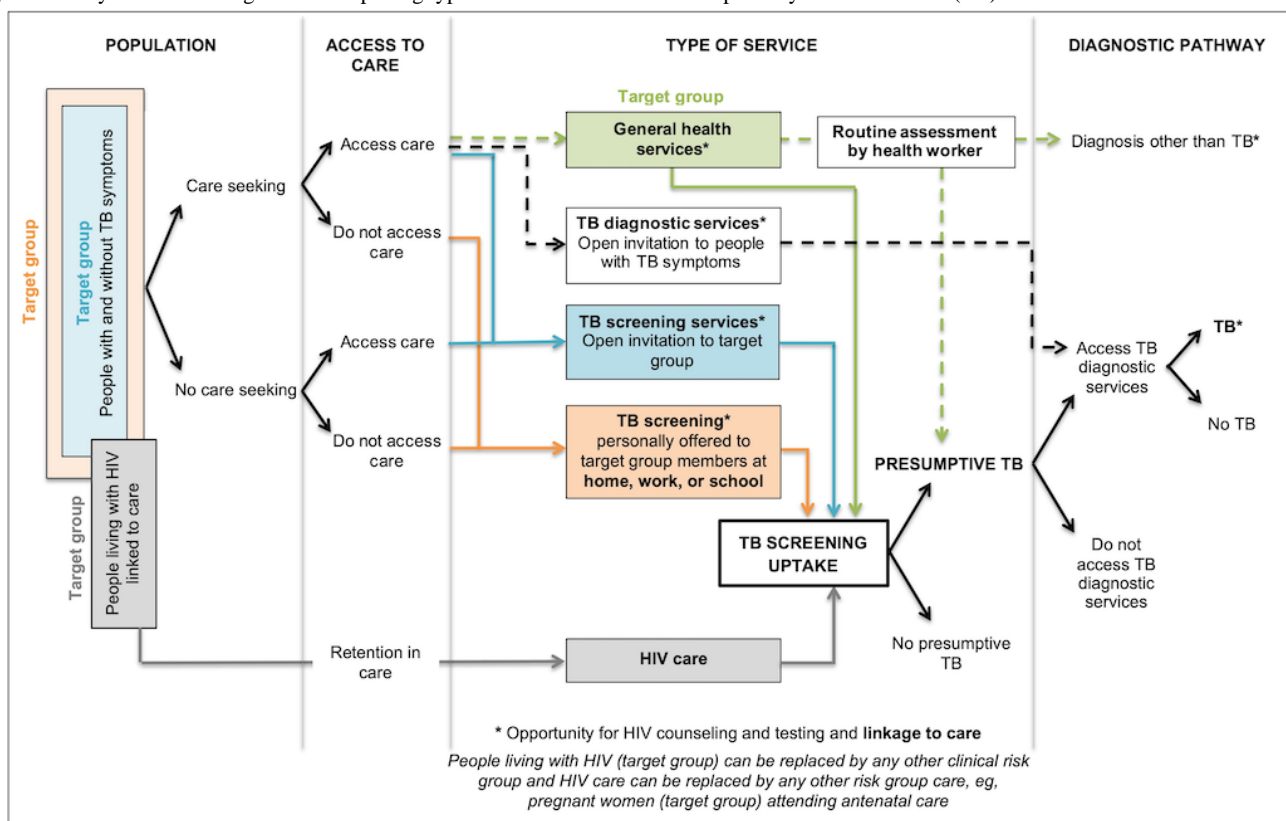 POPULATION
ACCESS TO
CARE
TYPE OF SERVICE
DIAGNOSTIC PATHWAY
Target group
Target group
People with and without TB symptoms
Target group
People living with HIV
linked to care
Care seeking
No care seeking
Access care
Do not access
care
Access care
Do not access
care
Retention in
care
Target group
General health
services*
Routine assessment
by health worker
Diagnosis other than TB*
TB diagnostic services*
Open invitation to people
with TB symptoms
TB screening services*
Open invitation to target
group
TB screening*
personally offered to
target group members at
home, work, or school
TB SCREENING
UPTAKE
HIV care
PRESUMPTIVE TB
No presumptive
TB
Access TB
diagnostic
services
TB*
No TB
Do not
access TB
diagnostic
services
* Opportunity for HIV counseling and testing and linkage to care
People living with HIV (target group) can be replaced by any other clinical risk
group and HIV care can be replaced by any other risk group care, eg,
pregnant women (target group) attending antenatal care